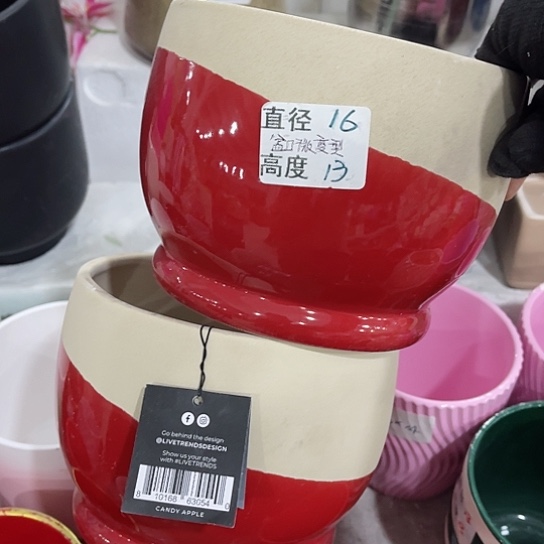 直径 16
盆口微变型
高度 13
Go behind the design
@LIVETRENDSDESIGN
Show us your style
with #LIVETRENDS
8 10168 63054 0
CANDY APPLE